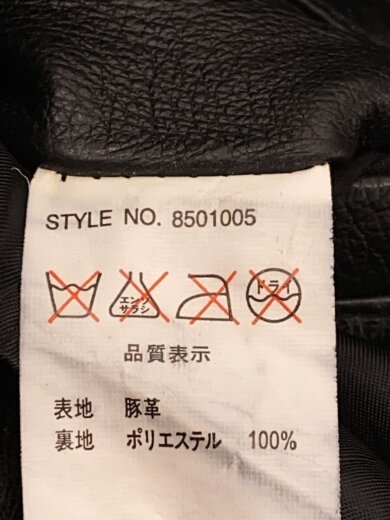 STYLE NO. 8501005
エンソ サラシ ドライ
品質表示
表地 豚革
裏地 ポリエステル 100%